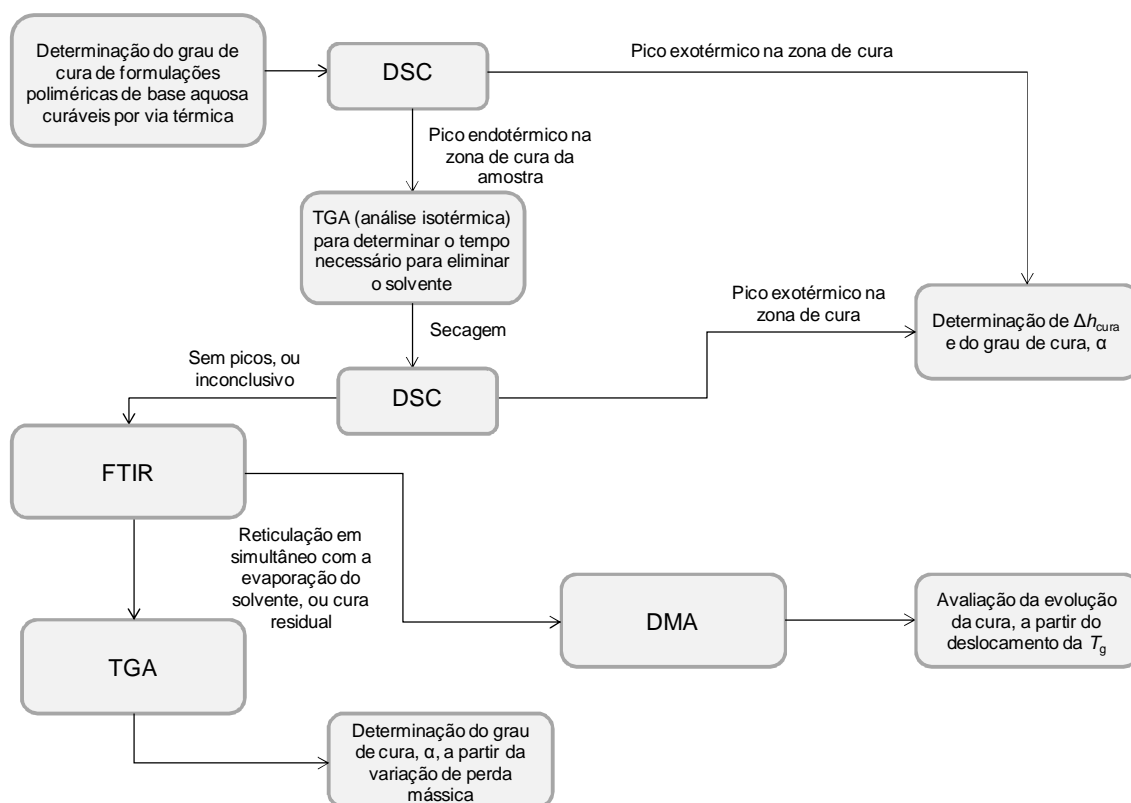 Determinação do grau de
cura de formulações
poliméricas de base aquosa
curáveis por via térmica
DSC
Pico exotérmico na zona de cura
Pico endotérmico na
zona de cura da
amostra
TGA (análise isotérmica)
para determinar o tempo
necessário para eliminar
o solvente
Secagem
Pico exotérmico na
zona de cura
Determinação de Δh_cura
e do grau de cura, α
Sem picos, ou
inconclusivo
DSC
FTIR
Reticulação em
simultâneo com a
evaporação do
solvente, ou cura
residual
DMA
Avaliação da evolução
da cura, a partir do
deslocamento da T_g
TGA
Determinação do grau
de cura, α, a partir da
variação de perda
mássica